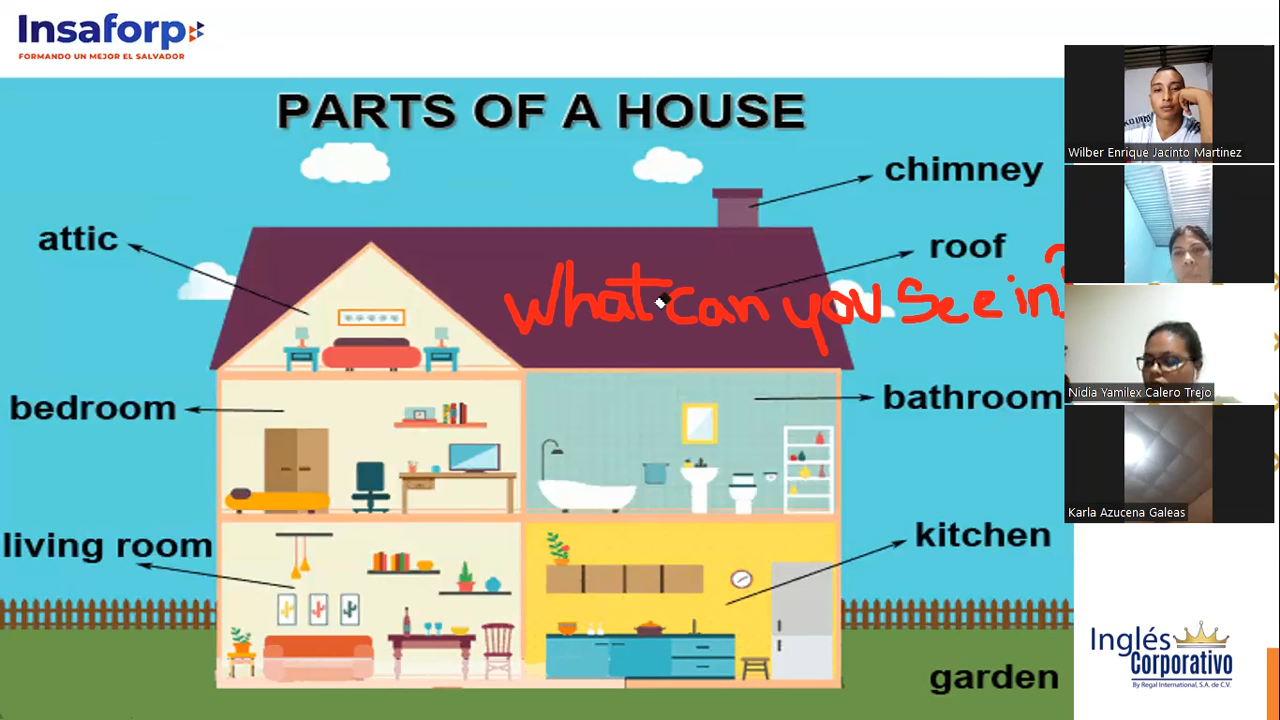 Insaforp
FORMANDO UN MEJOR EL SALVADOR
PARTS OF A HOUSE
chimney
attic
roof
What can you see in?
bedroom
bathroom
living room
kitchen
garden
Wilber Enrique Jacinto Martinez
Nidia Yamilex Calero Trejo
Karla Azucena Galeas
Inglés
Corporativo
By Regal International, S.A. de C.V.